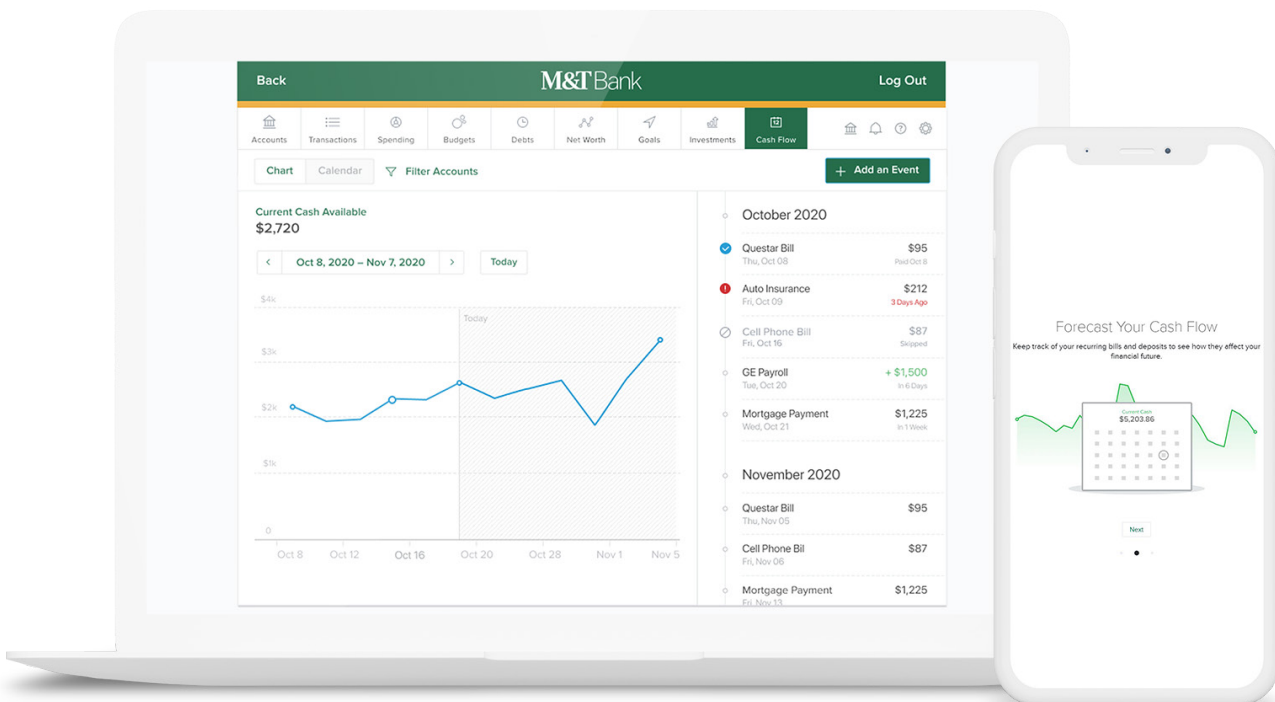 Back
M&T Bank
Log Out
Accounts
Transactions
Spending
Budgets
Debts
Net Worth
Goals
Investments
12
Cash Flow
Chart
Calendar
Filter Accounts
+ Add an Event
Current Cash Available
$2,720
< Oct 8, 2020 – Nov 7, 2020 >
Today
$4k
$3k
$2k
$1k
0
Today
Oct 8
Oct 12
Oct 16
Oct 20
Oct 28
Nov 1
Nov 5
October 2020
Questar Bill $95
Thu, Oct 08 Paid Oct 8
Auto Insurance $212
Fri, Oct 09 3 Days Ago
Cell Phone Bill $87
Fri, Oct 16 Skipped
GE Payroll + $1,500
Tue, Oct 20 In 6 Days
Mortgage Payment $1,225
Wed, Oct 21 In 1 Week
November 2020
Questar Bill $95
Thu, Nov 05
Cell Phone Bil $87
Fri, Nov 06
Mortgage Payment $1,225
Fri, Nov 13
Forecast Your Cash Flow
Keep track of your recurring bills and deposits to see how they affect your
financial future.
Current Cash
$5,203.86
Next